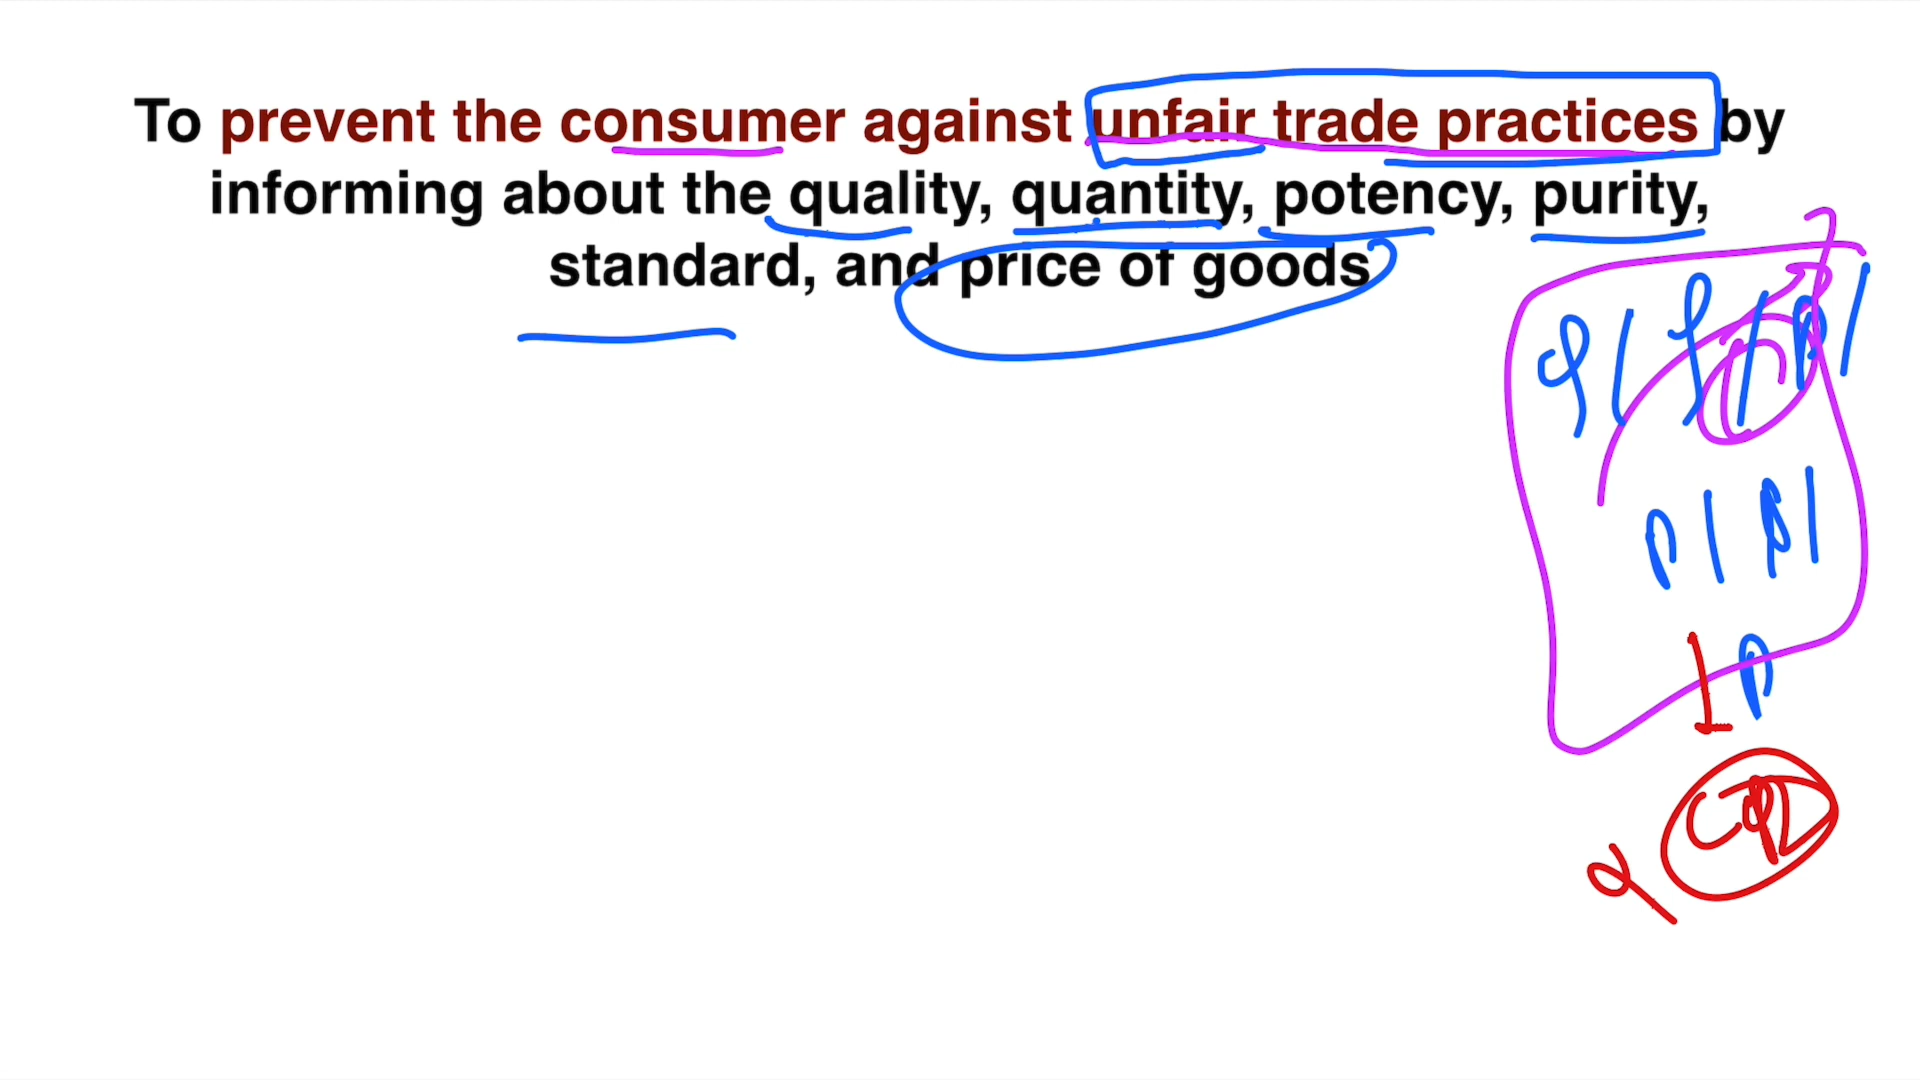 To prevent the consumer against unfair trade practices by
informing about the quality, quantity, potency, purity,
standard, and price of goods